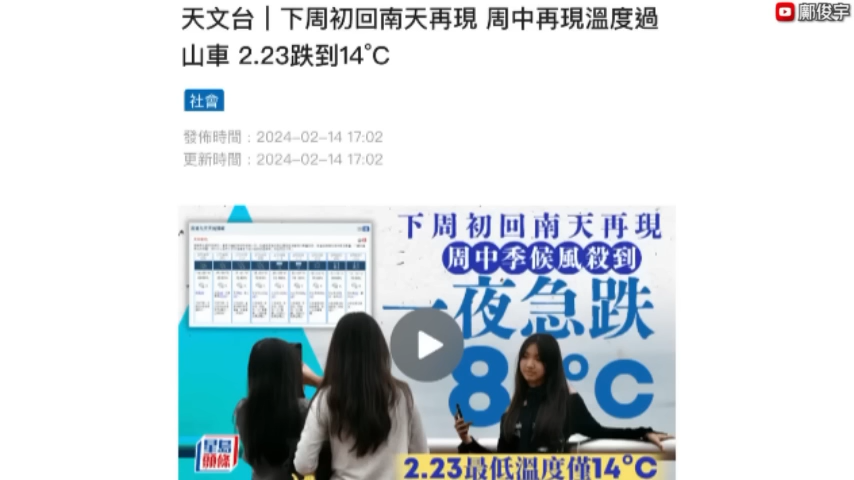 鄺俊宇
天文台｜下周初回南天再現 周中再現溫度過
山車 2.23跌到14℃
社會
發佈時間：2024-02-14 17:02
更新時間：2024-02-14 17:02
下周初回南天再現
周中季候風殺到
一夜急跌
8°C
星島
頭條
2.23最低溫度僅14°C